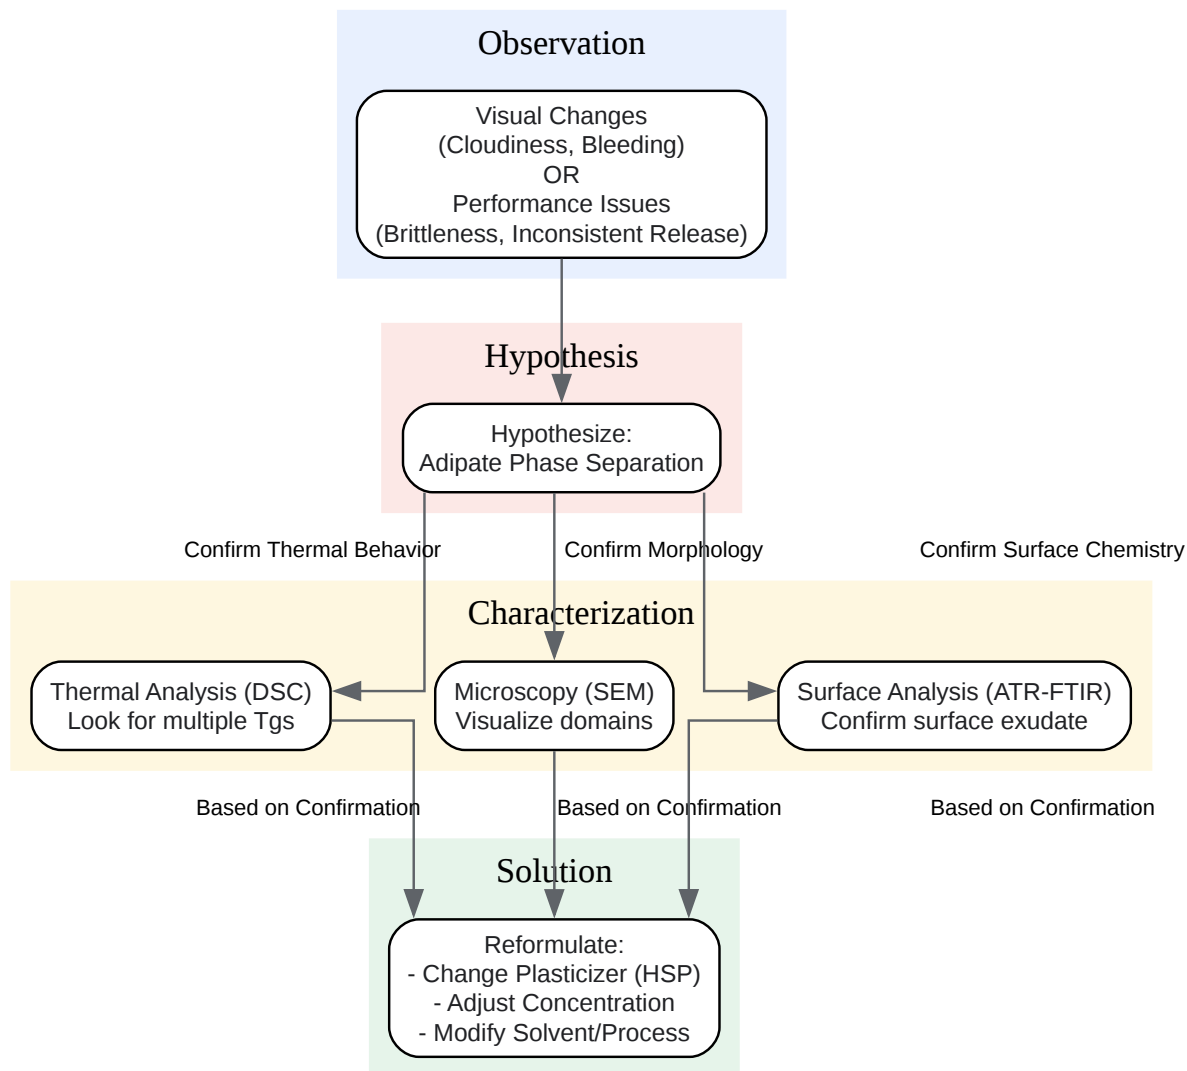 Observation
Visual Changes
(Cloudiness, Bleeding)
OR
Performance Issues
(Brittleness, Inconsistent Release)
Hypothesis
Hypothesize:
Adipate Phase Separation
Confirm Thermal Behavior
Confirm Morphology
Confirm Surface Chemistry
Characterization
Thermal Analysis (DSC)
Look for multiple Tgs
Microscopy (SEM)
Visualize domains
Surface Analysis (ATR-FTIR)
Confirm surface exudate
Based on Confirmation
Based on Confirmation
Based on Confirmation
Solution
Reformulate:
- Change Plasticizer (HSP)
- Adjust Concentration
- Modify Solvent/Process